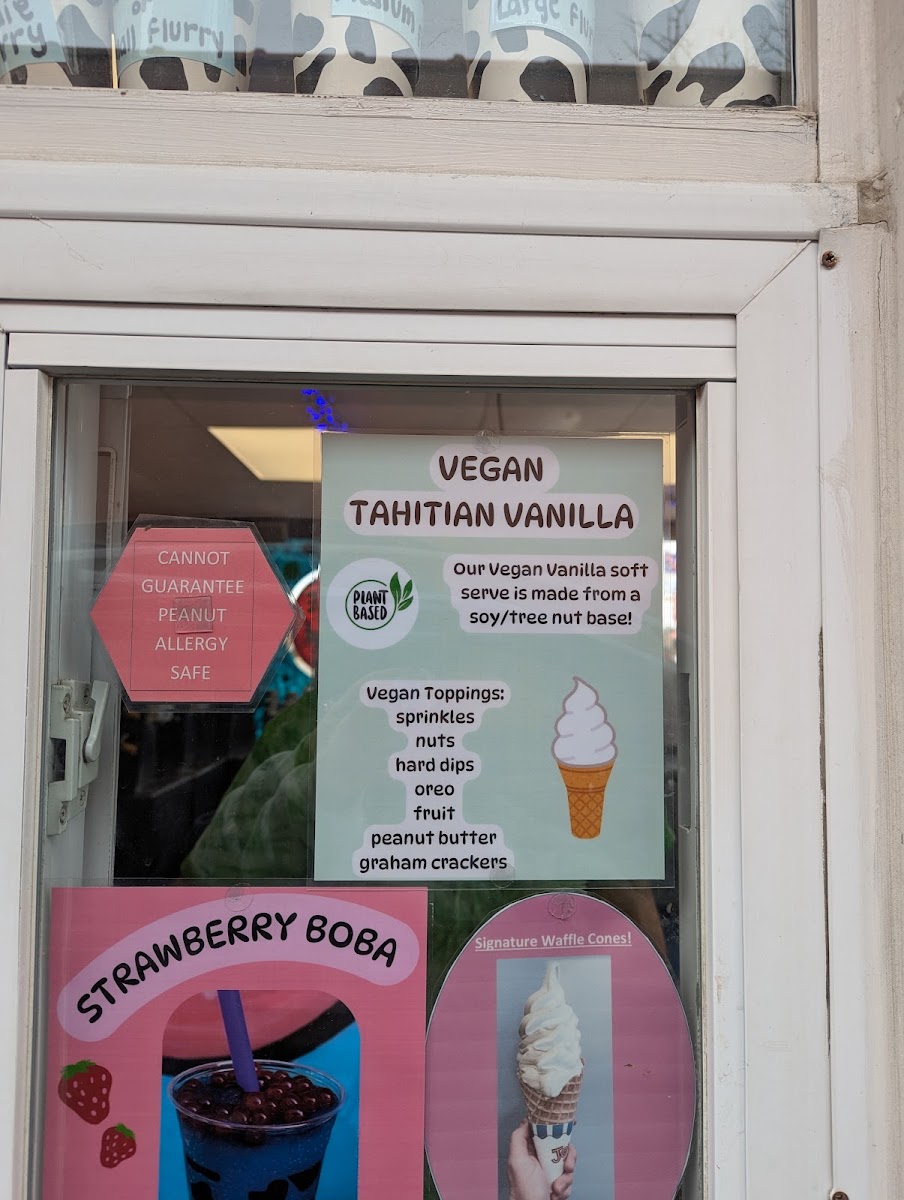 or
flurry
Large flu
CANNOT
GUARANTEE
PEANUT
ALLERGY
SAFE
VEGAN
TAHITIAN VANILLA
PLANT
BASED
Our Vegan Vanilla soft
serve is made from a
soy/tree nut base!
Vegan Toppings:
sprinkles
nuts
hard dips
oreo
fruit
peanut butter
graham crackers
STRAWBERRY BOBA
Signature Waffle Cones!